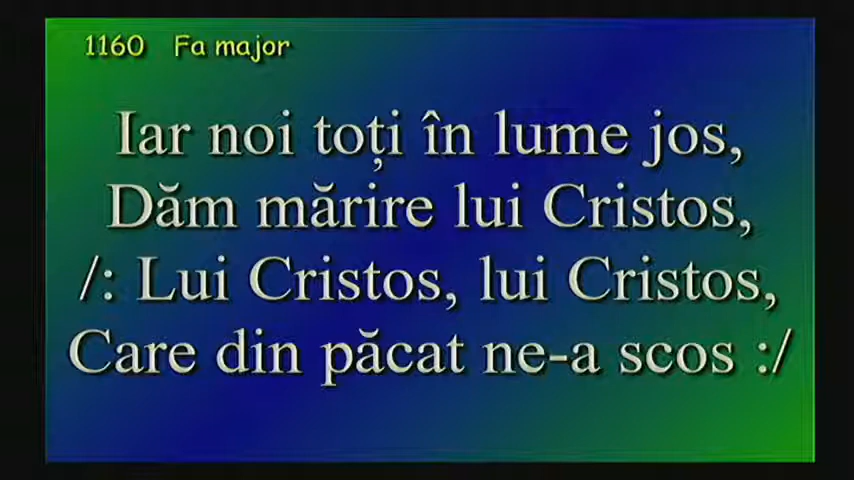 1160 Fa major
Iar noi toți în lume jos,
Dăm mărire lui Cristos,
/: Lui Cristos, lui Cristos,
Care din păcat ne-a scos :/